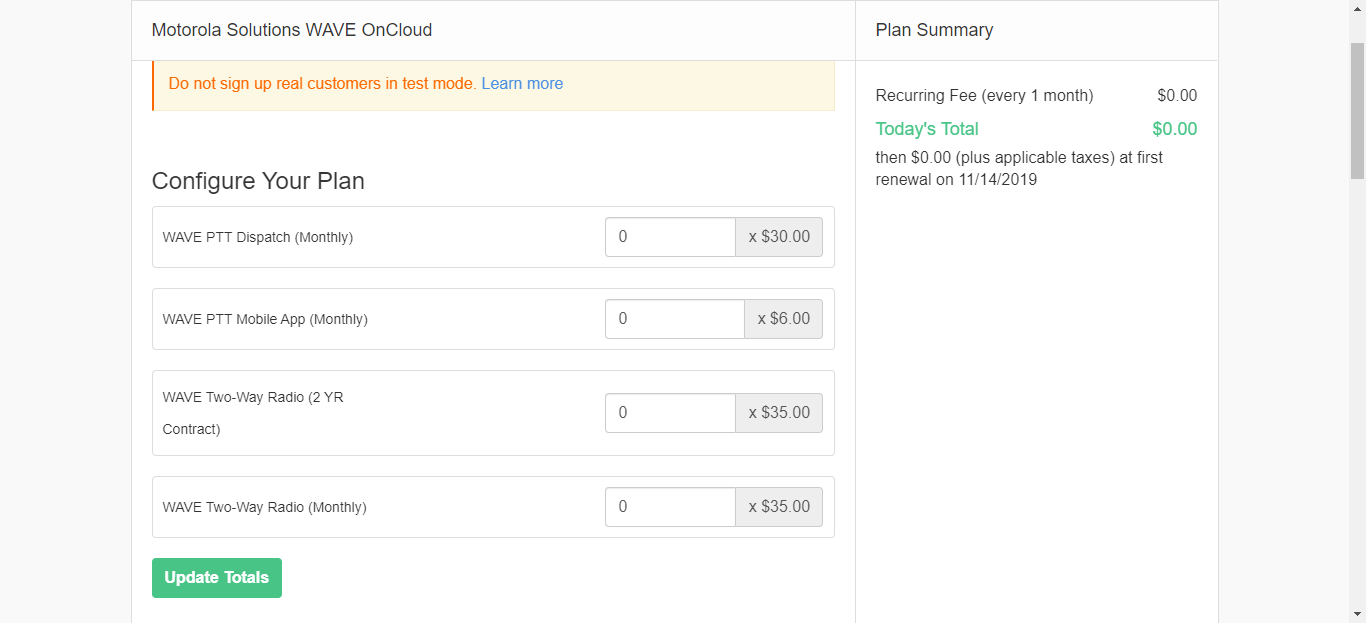 Motorola Solutions WAVE OnCloud
Plan Summary
Do not sign up real customers in test mode. Learn more
Configure Your Plan
WAVE PTT Dispatch (Monthly)
0
x $30.00
WAVE PTT Mobile App (Monthly)
0
x $6.00
WAVE Two-Way Radio (2 YR
Contract)
0
x $35.00
WAVE Two-Way Radio (Monthly)
0
x $35.00
Update Totals
Recurring Fee (every 1 month) $0.00
Today's Total $0.00
then $0.00 (plus applicable taxes) at first
renewal on 11/14/2019